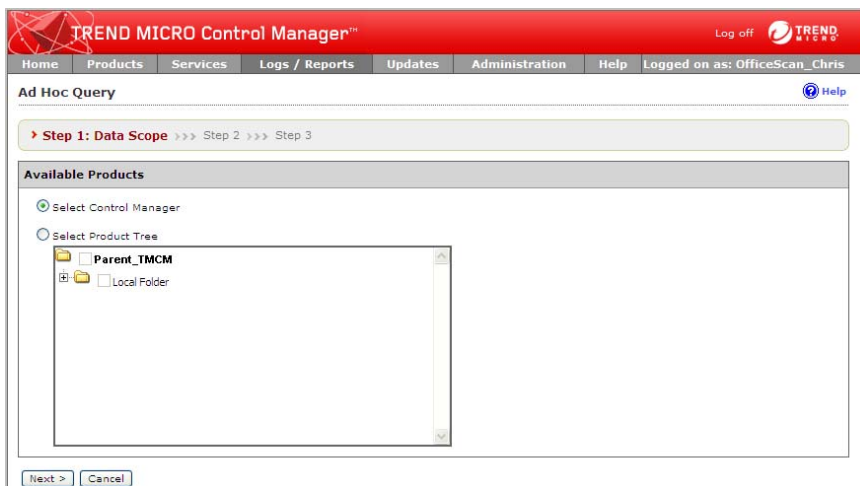 TREND MICRO Control Manager™
Log off
TREND MICRO
Home Products Services Logs / Reports Updates Administration Help Logged on as: OfficeScan_Chris
Ad Hoc Query
Help
Step 1: Data Scope >>> Step 2 >>> Step 3
Available Products
Select Control Manager
Select Product Tree
Parent_TMCM
Local Folder
Next > Cancel